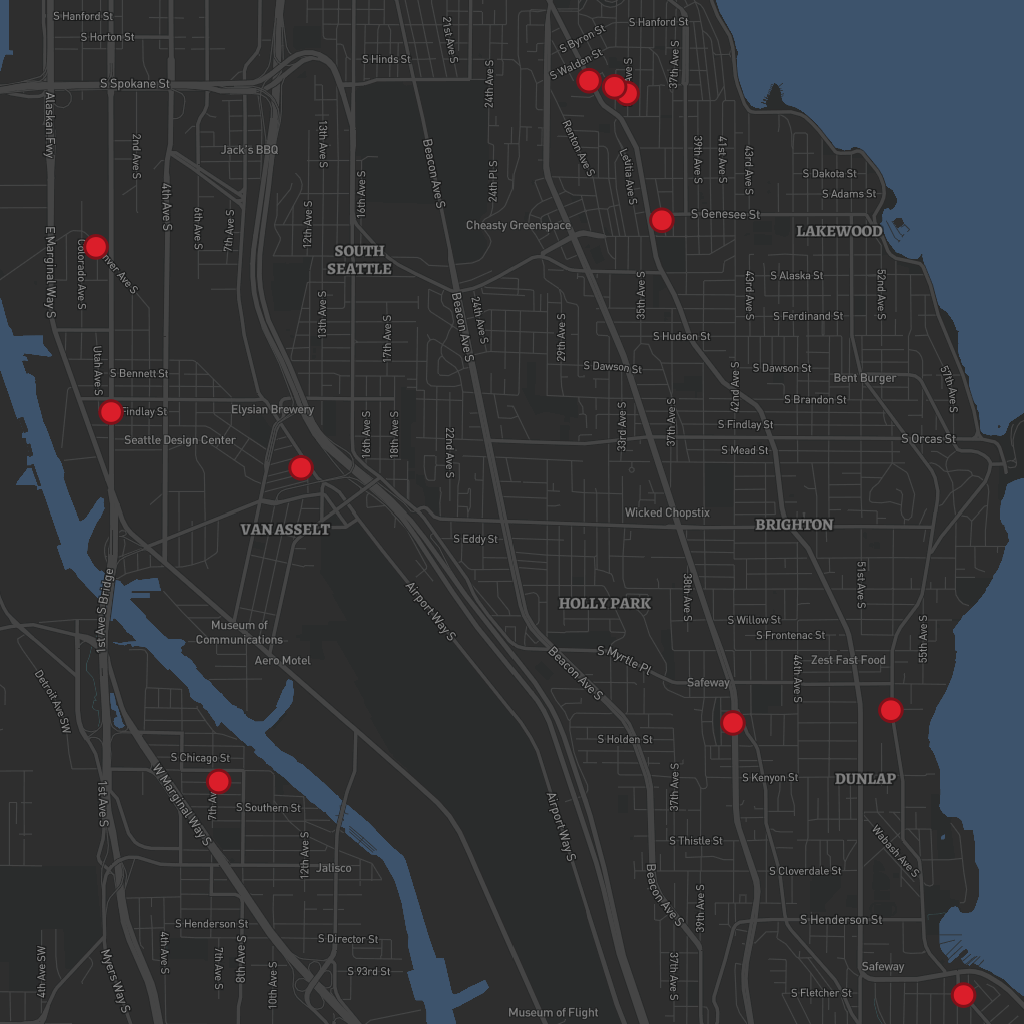 S Hanford St
S Horton St
S Spokane St
S Hinds St
21st Ave S
24th Ave S
S Byron St
S Walden St
S Hanford St
37th Ave S
Ave S
Alaskan Fwy
2nd Ave S
Jack's BBQ
13th Ave S
16th Ave S
Beacon Ave S
24th Pl S
Renton Ave S
Letitia Ave S
39th Ave S
41st Ave S
43rd Ave S
S Dakota St
S Adams St
4th Ave S
6th Ave S
7th Ave S
12th Ave S
Cheasty Greenspace
S Genesee St
LAKEWOOD
E Marginal Way S
Colorado Ave S
nver Ave S
SOUTH
SEATTLE
S Alaska St
52nd Ave S
43rd Ave S
35th Ave S
13th Ave S
17th Ave S
Beacon Ave S
24th Ave S
29th Ave S
S Ferdinand St
S Hudson St
Utah Ave S
S Bennett St
S Dawson St
S Dawson St
42nd Ave S
Bent Burger
57th Ave S
S Brandon St
Findlay St
Elysian Brewery
16th Ave S
18th Ave S
22nd Ave S
33rd Ave S
37th Ave S
S Findlay St
Seattle Design Center
S Orcas St
S Mead St
Wicked Chopstix
VAN ASSELT
S Eddy St
BRIGHTON
1st Ave S Bridge
Airport Way S
HOLLY PARK
38th Ave S
51st Ave S
Museum of
Communications
S Willow St
S Frontenac St
55th Ave S
Aero Motel
Beacon Ave S
S Myrtle Pl
Zest Fast Food
Safeway
46th Ave S
Detroit Ave SW
S Holden St
S Chicago St
W Marginal Way S
1st Ave S
7th Av
S Southern St
37th Ave S
S Kenyon St
DUNLAP
Airport Way S
S Thistle St
Wabash Ave S
12th Ave S
Jalisco
Beacon Ave S
S Cloverdale St
39th Ave S
S Henderson St
S Henderson St
4th Ave SW
Myers Way S
4th Ave S
7th Ave S
8th Ave S
10th Ave S
S Director St
S 93rd St
37th Ave S
Safeway
S Fletcher St
Museum of Flight